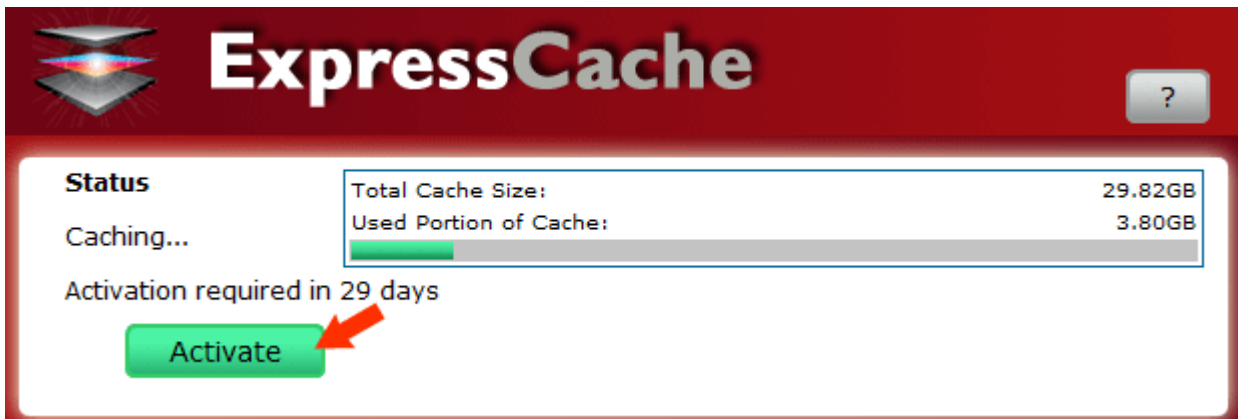 ExpressCache
?
Status
Total Cache Size: 29.82GB
Used Portion of Cache: 3.80GB
Caching...
Activation required in 29 days
Activate